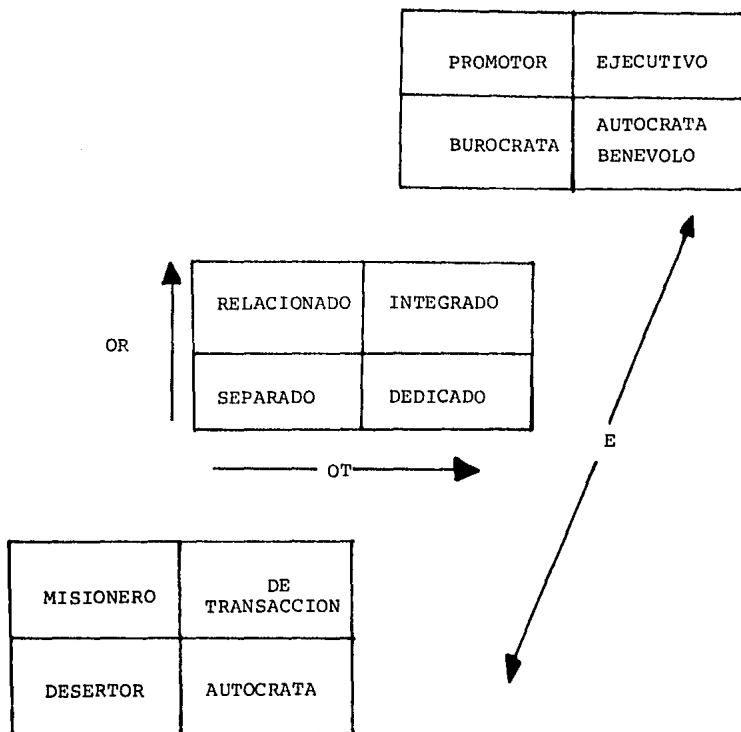 PROMOTOR EJECUTIVO
BUROCRATA AUTOCRATA
BENEVOLO
RELACIONADO INTEGRADO
OR
SEPARADO DEDICADO
E
OT
MISIONERO DE
TRANSACCION
DESERTOR AUTOCRATA